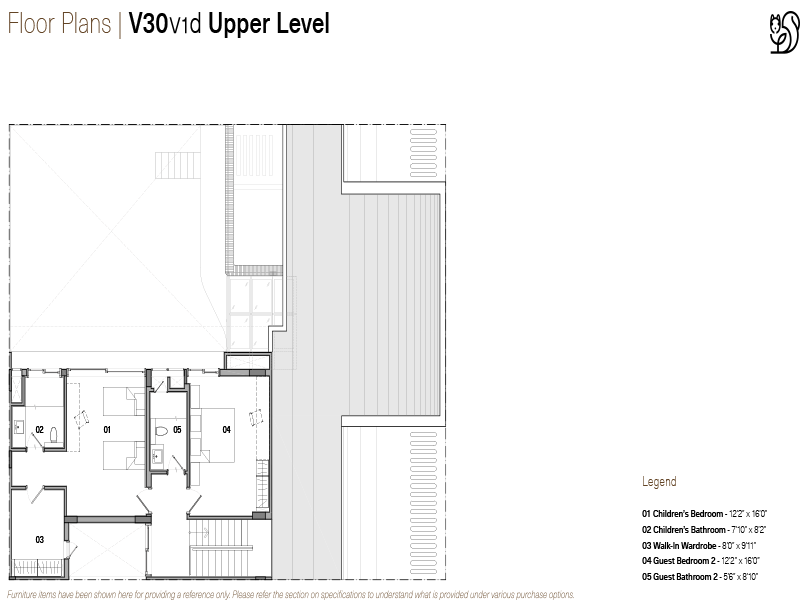 Floor Plans | V30v1d Upper Level
01
02
03
04
05
Legend
01 Children's Bedroom - 12'2" x 16'0"
02 Children's Bathroom - 7'10" x 8'2"
03 Walk-In Wardrobe - 8'0" x 9'11"
04 Guest Bedroom 2 - 12'2" x 16'0"
05 Guest Bathroom 2 - 5'6" x 8'10"
Furniture items have been shown here for providing a reference only. Please refer the section on specifications to understand what is provided under various purchase options.